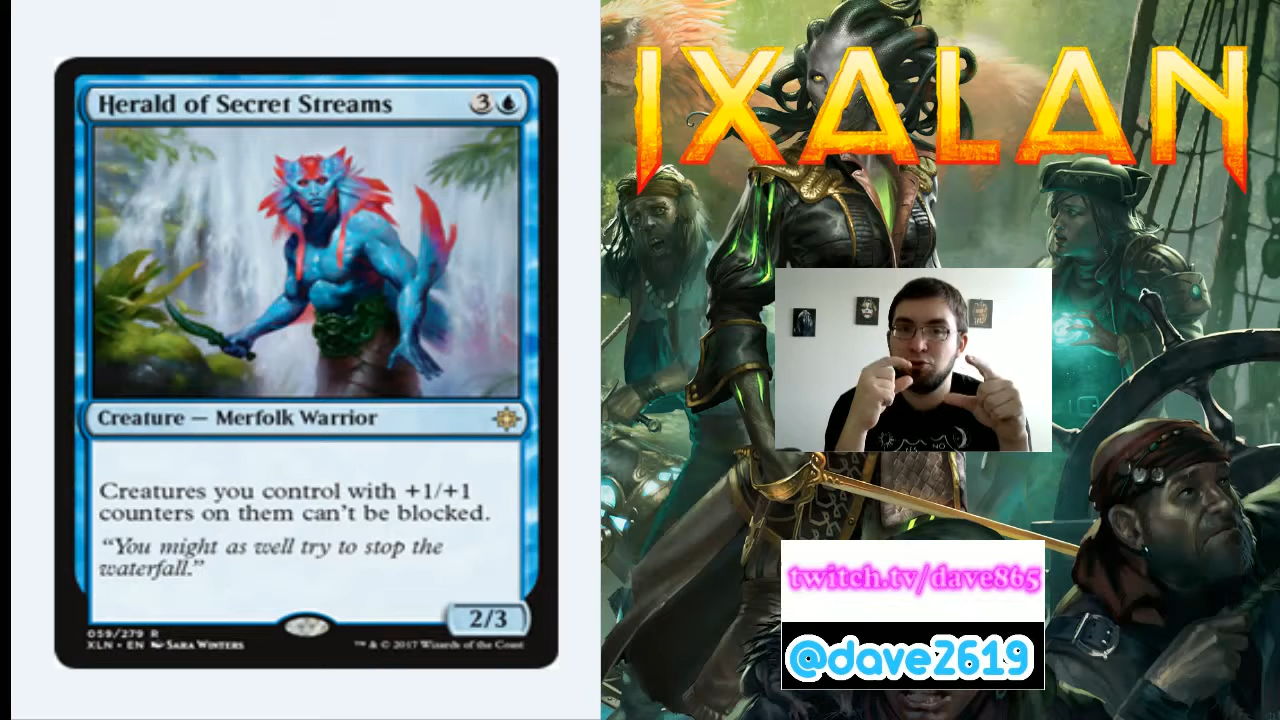 Herald of Secret Streams
3
Creature — Merfolk Warrior
Creatures you control with +1/+1
counters on them can't be blocked.
"You might as well try to stop the
waterfall."
2/3
059/279 R
XLN • EN Sara Winters
™ & © 2017 Wizards of the Coast
IXALAN
YES NO
twitch.tv/dave865
@dave2619